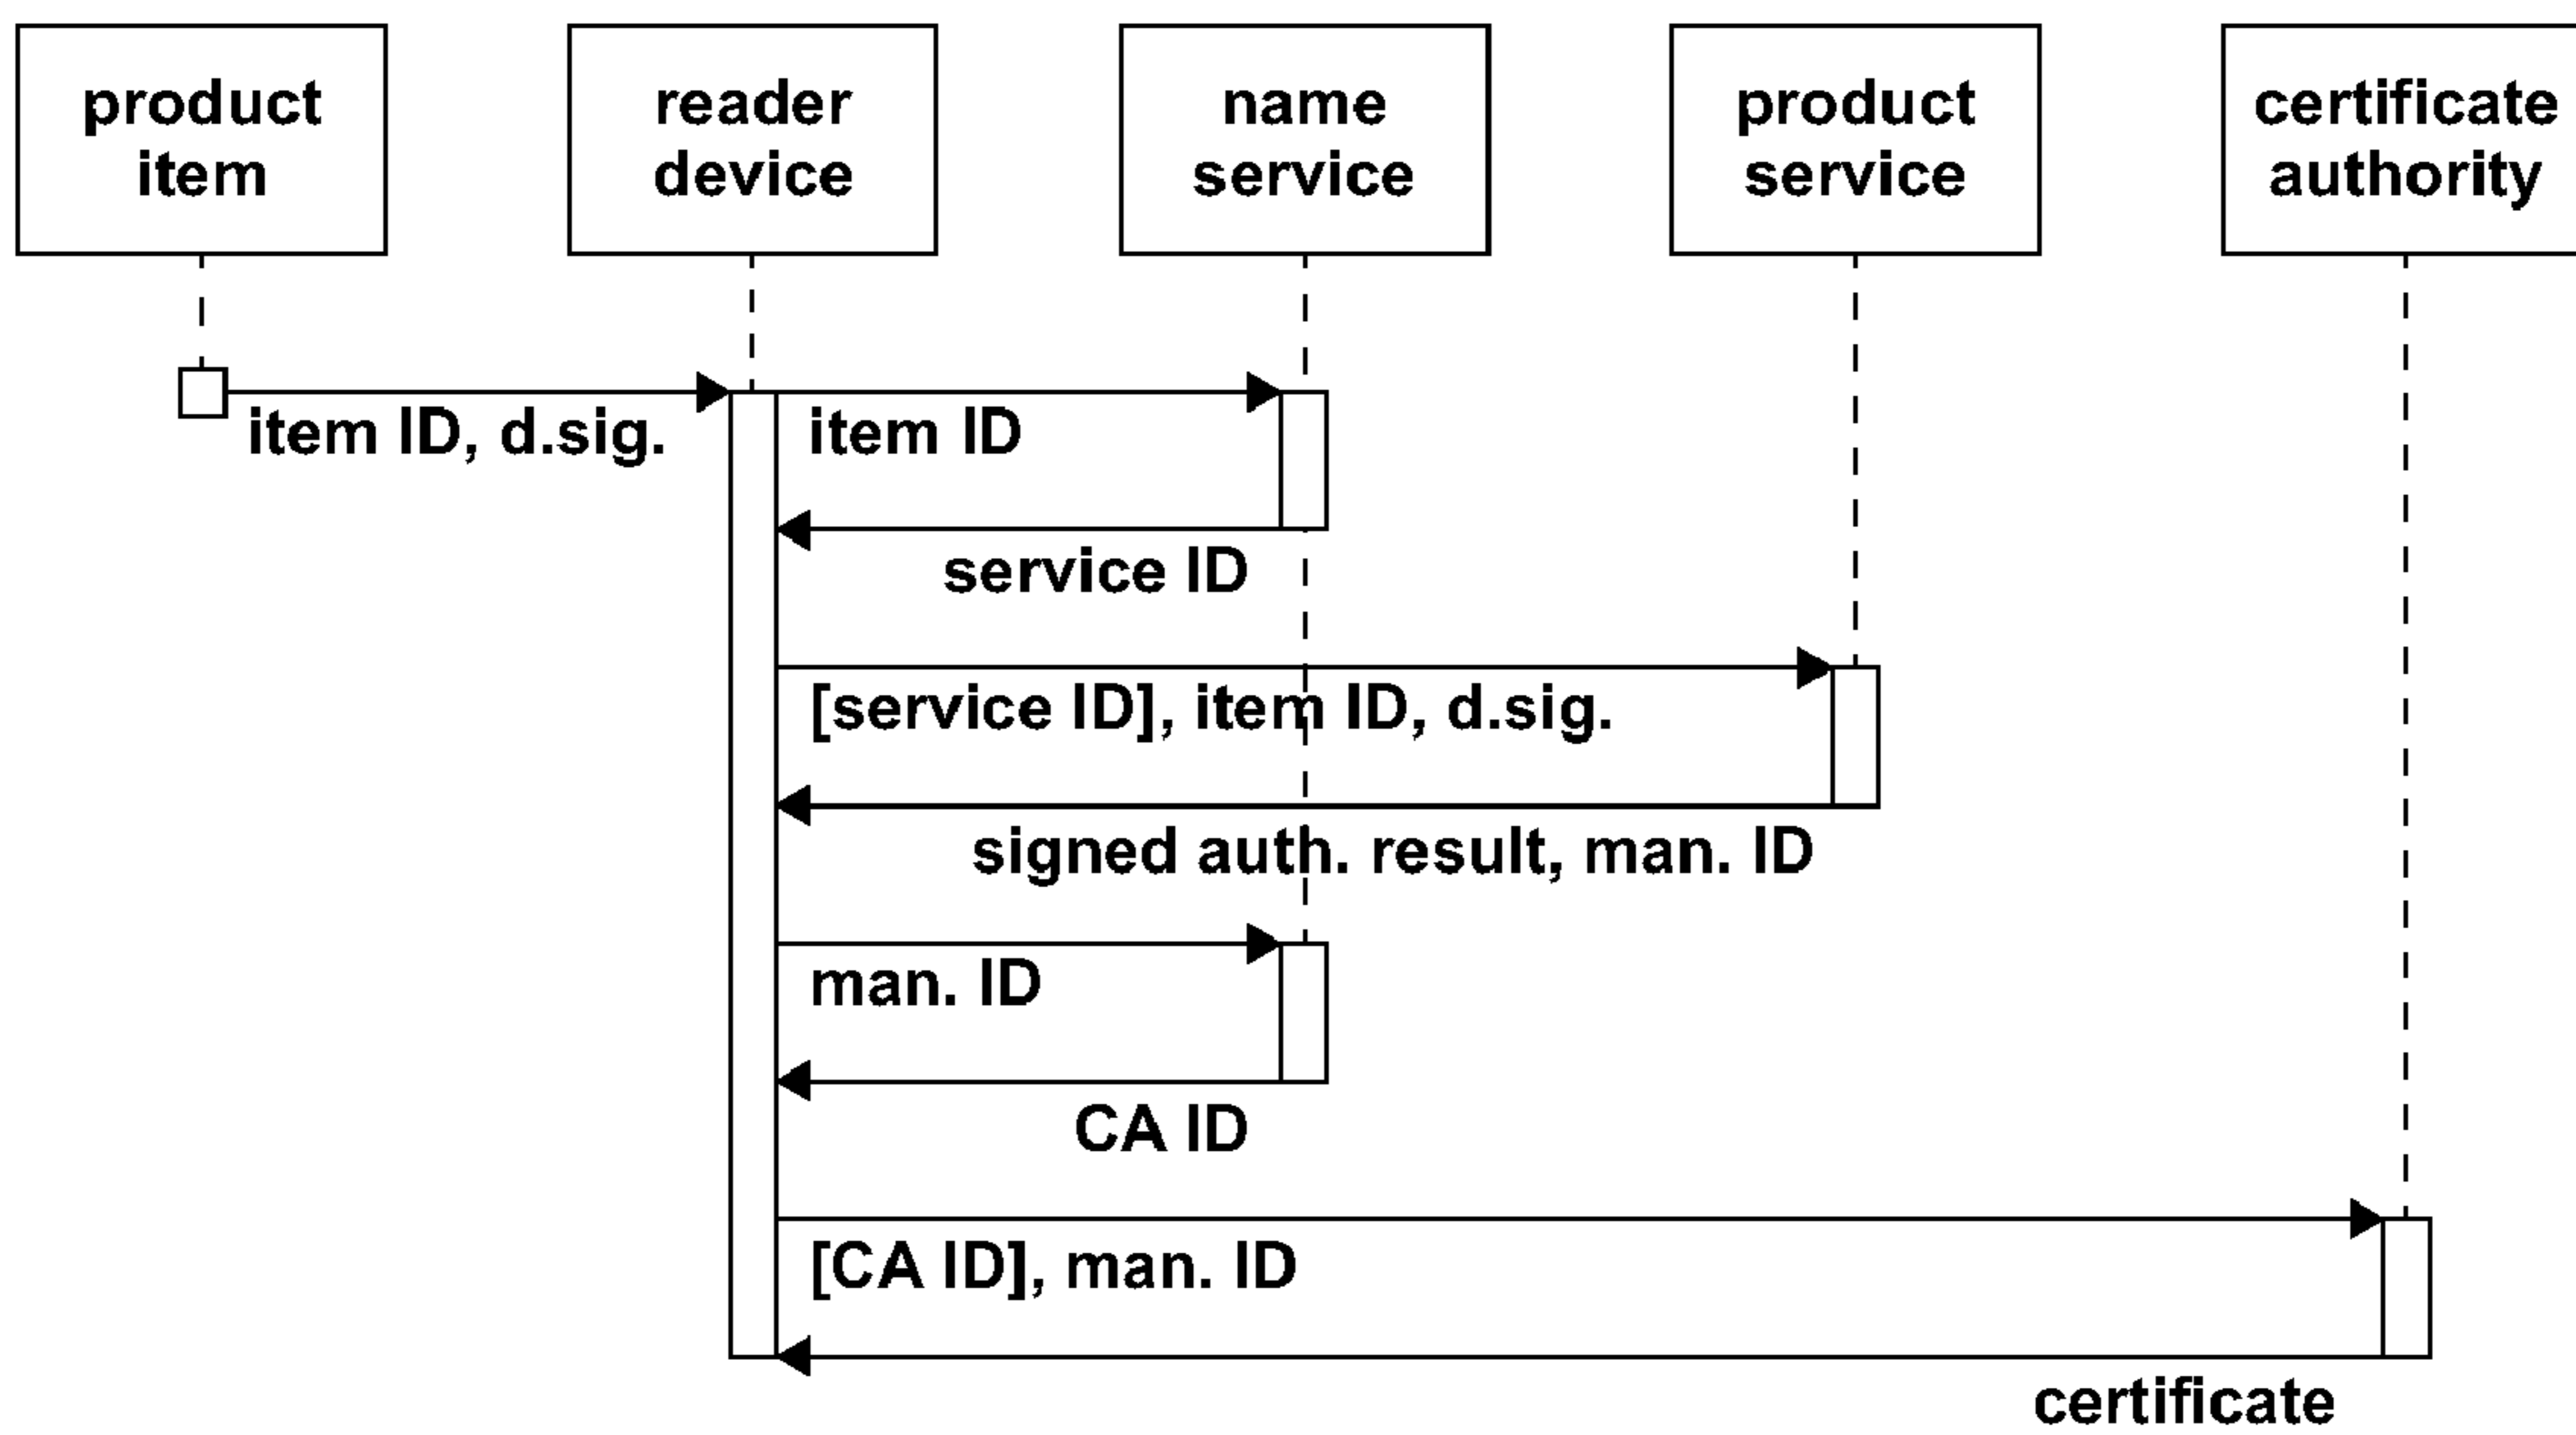 product
item
reader
device
name
service
product
service
certificate
authority
item ID, d.sig.
item ID
service ID
[service ID], item ID, d.sig.
signed auth. result, man. ID
man. ID
CA ID
[CA ID], man. ID
certificate